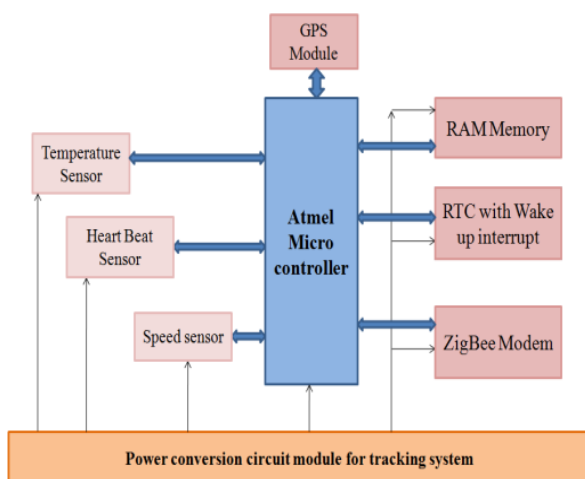 GPS
Module
Temperature
Sensor
Heart Beat
Sensor
Speed sensor
Atmel
Micro
controller
RAM Memory
RTC with Wake
up interrupt
ZigBee Modem
Power conversion circuit module for tracking system